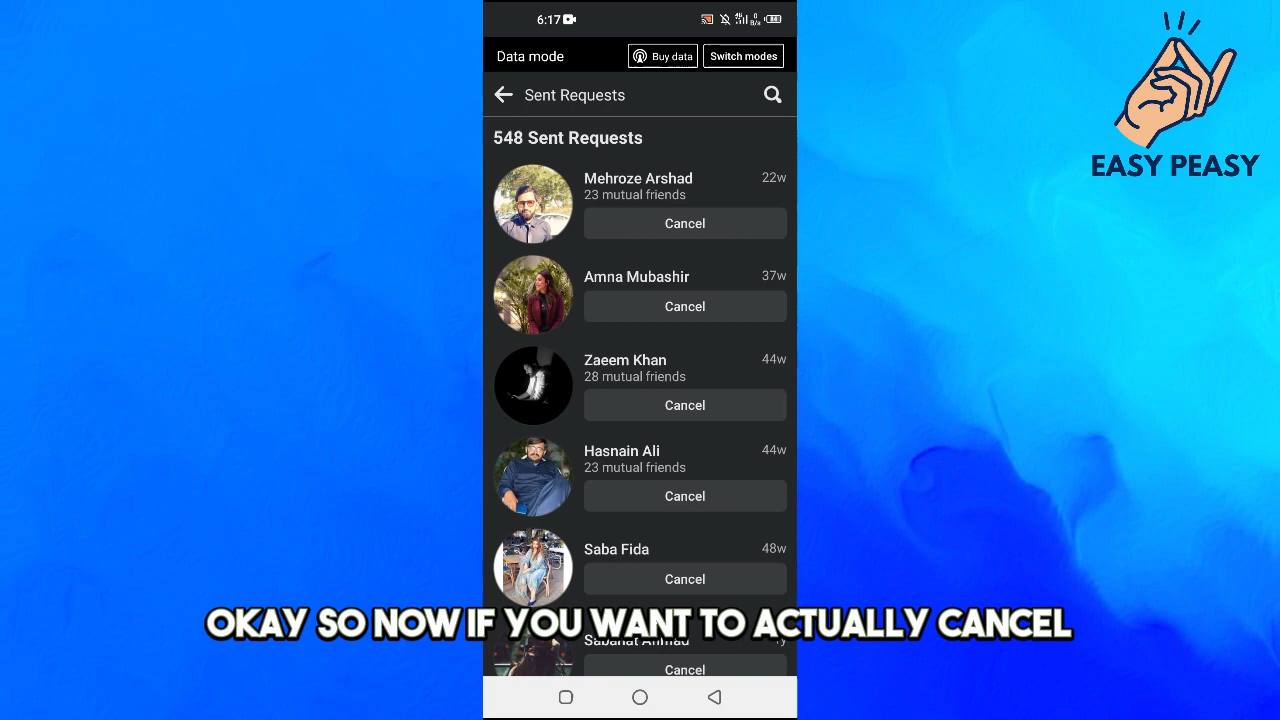 6:17
4G
0
B/s
Data mode
Buy data
Switch modes
Sent Requests
548 Sent Requests
Mehroze Arshad
22w
23 mutual friends
Cancel
Amna Mubashir
37w
Cancel
Zaeem Khan
44w
28 mutual friends
Cancel
Hasnain Ali
44w
23 mutual friends
Cancel
Saba Fida
48w
Cancel
OKAY SO NOW IF YOU WANT TO ACTUALLY CANCEL
Cancel
EASY PEASY